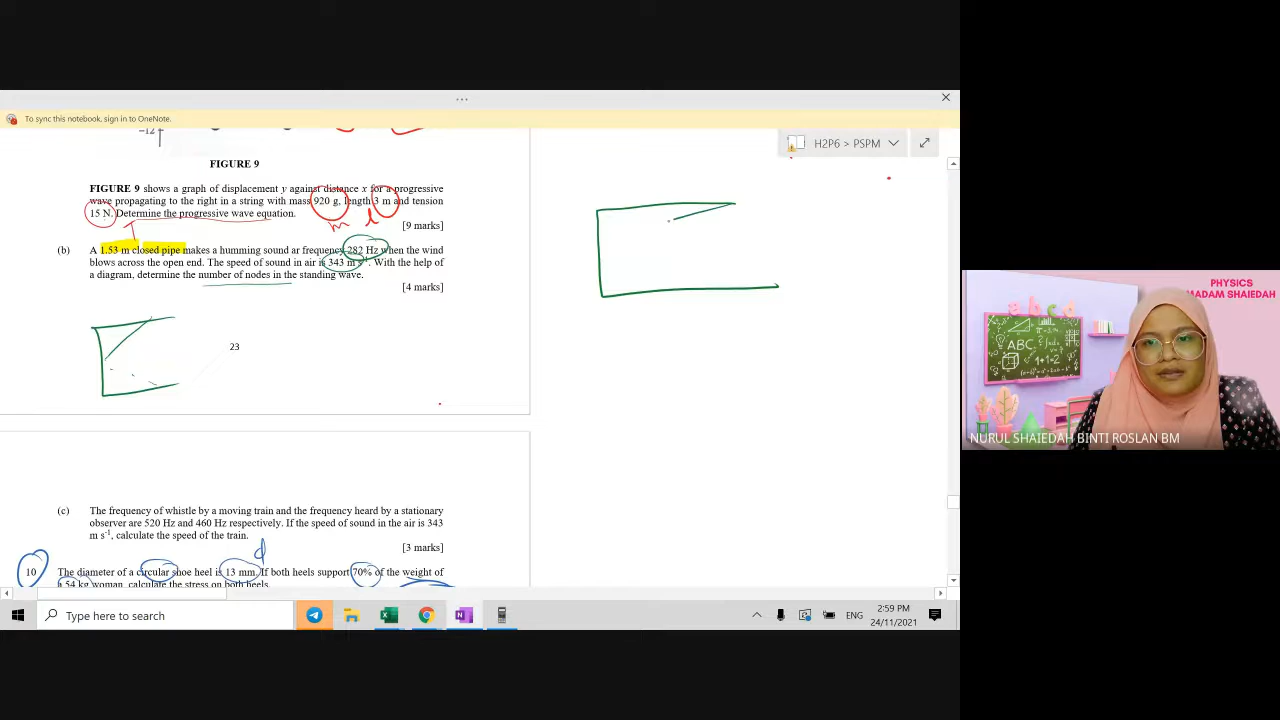 To sync this notebook, sign in to OneNote.
H2P6 > PSPM
-12
FIGURE 9
FIGURE 9 shows a graph of displacement y against distance x for a progressive
wave propagating to the right in a string with mass 920 g, length 3 m and tension
15 N. Determine the progressive wave equation.
T
m
l
[9 marks]
(b) A 1.53 m closed pipe makes a humming sound ar frequency 282 Hz when the wind
blows across the open end. The speed of sound in air is 343 m s-1. With the help of
a diagram, determine the number of nodes in the standing wave.
[4 marks]
23
(c) The frequency of whistle by a moving train and the frequency heard by a stationary
observer are 520 Hz and 460 Hz respectively. If the speed of sound in the air is 343
m s-1, calculate the speed of the train.
[3 marks]
d
10 The diameter of a circular shoe heel is 13 mm. If both heels support 70% of the weight of
a 54 kg woman, calculate the stress on both heels.
PHYSICS
MADAM SHAIEDAH
a b c d
ABC
1+1=2
NURUL SHAIEDAH BINTI ROSLAN BM
Type here to search
ENG
2:59 PM
24/11/2021